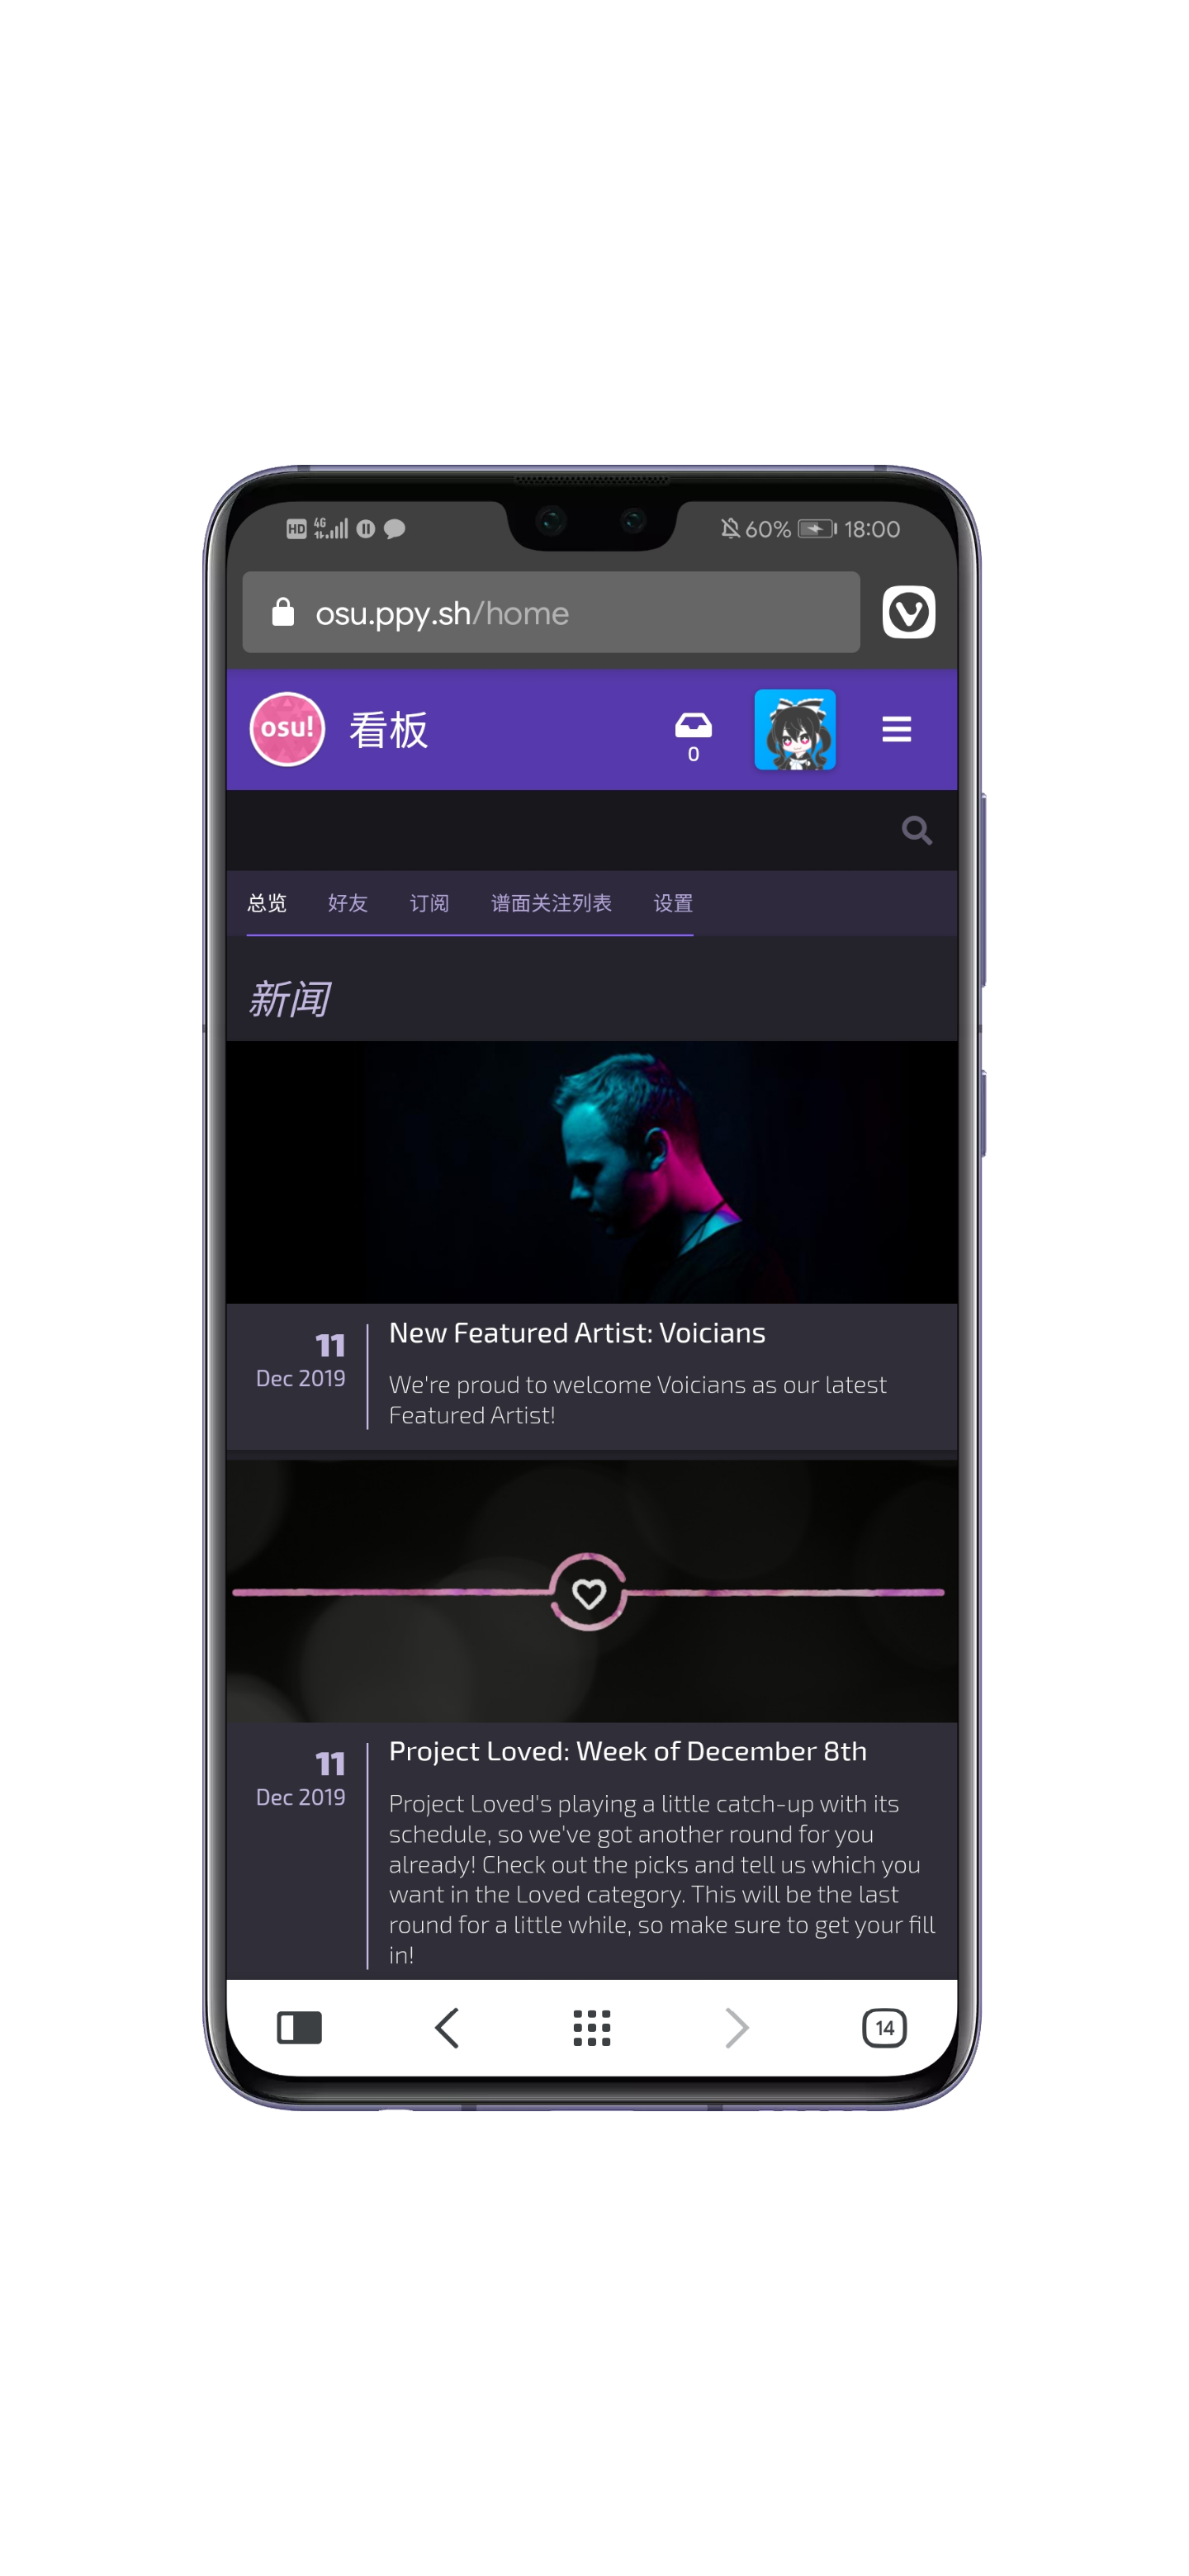 HD 4G 60% 18:00
osu.ppy.sh/home
osu! 看板
0
总览 好友 订阅 谱面关注列表 设置
新闻
11
Dec 2019
New Featured Artist: Voicians
We're proud to welcome Voicians as our latest
Featured Artist!
11
Dec 2019
Project Loved: Week of December 8th
Project Loved's playing a little catch-up with its
schedule, so we've got another round for you
already! Check out the picks and tell us which you
want in the Loved category. This will be the last
round for a little while, so make sure to get your fill
in!
14